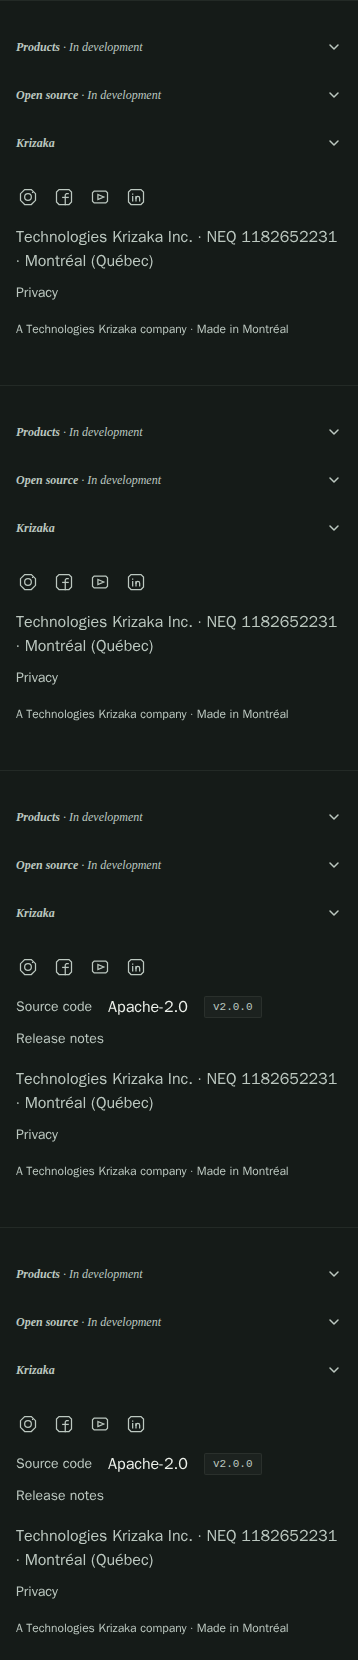 Products · In development
Open source · In development
Krizaka
Technologies Krizaka Inc. · NEQ 1182652231
· Montréal (Québec)
Privacy
A Technologies Krizaka company · Made in Montréal
Products · In development
Open source · In development
Krizaka
Technologies Krizaka Inc. · NEQ 1182652231
· Montréal (Québec)
Privacy
A Technologies Krizaka company · Made in Montréal
Products · In development
Open source · In development
Krizaka
Source code Apache-2.0 v2.0.0
Release notes
Technologies Krizaka Inc. · NEQ 1182652231
· Montréal (Québec)
Privacy
A Technologies Krizaka company · Made in Montréal
Products · In development
Open source · In development
Krizaka
Source code Apache-2.0 v2.0.0
Release notes
Technologies Krizaka Inc. · NEQ 1182652231
· Montréal (Québec)
Privacy
A Technologies Krizaka company · Made in Montréal